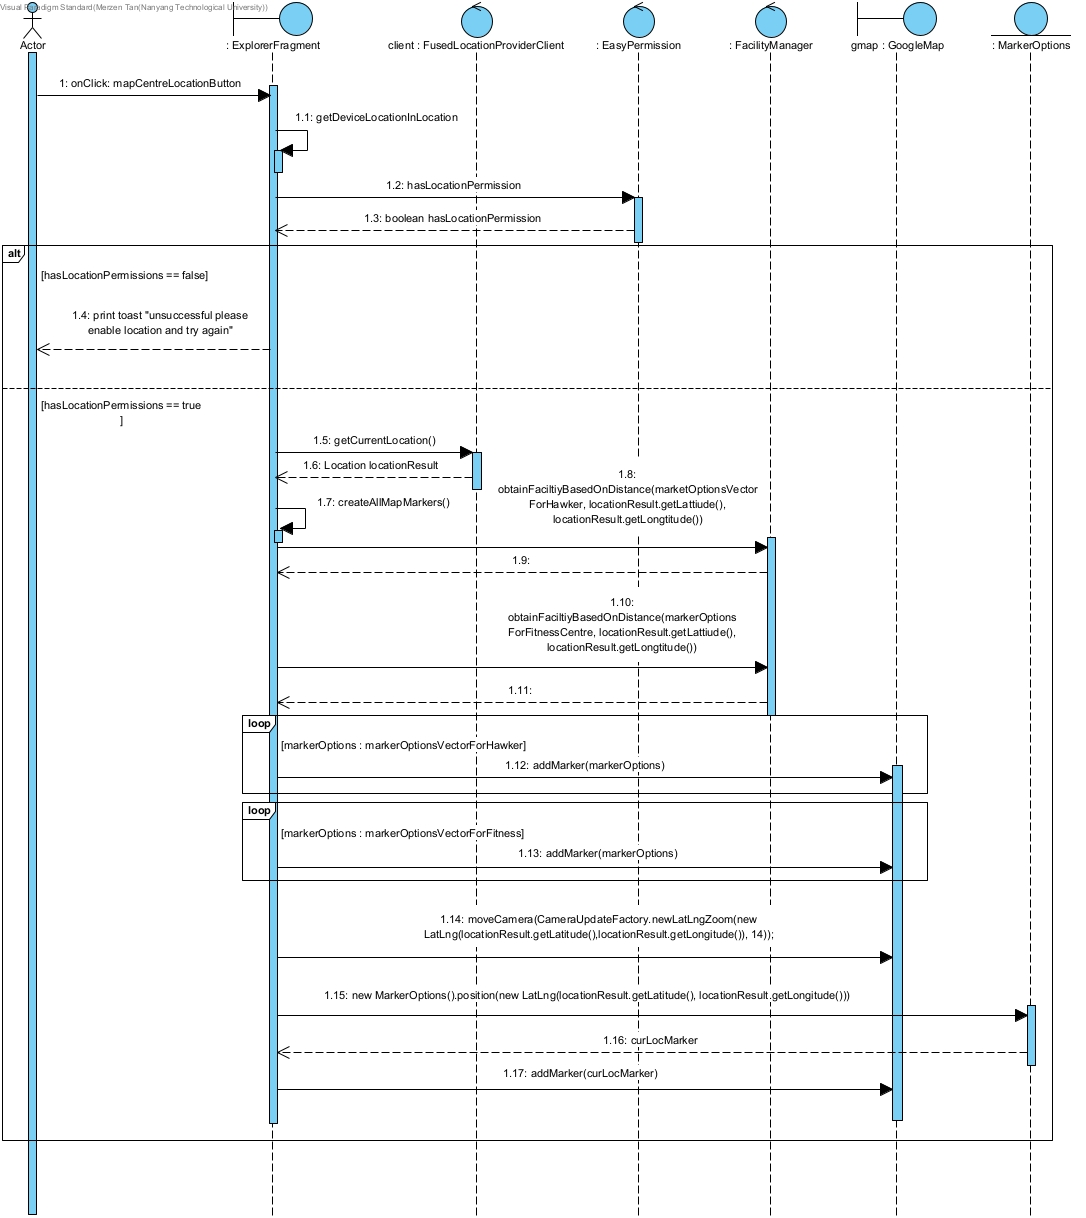 Visual Paradigm Standard(Merzen Tan(Nanyang Technological University))
Actor
: ExplorerFragment
client : FusedLocationProviderClient
: EasyPermission
: FacilityManager
gmap : GoogleMap
: MarkerOptions
1: onClick: mapCentreLocationButton
1.1: getDeviceLocationInLocation
1.2: hasLocationPermission
1.3: boolean hasLocationPermission
alt
[hasLocationPermissions == false]
1.4: print toast "unsuccessful please
enable location and try again"
[hasLocationPermissions == true
]
1.5: getCurrentLocation()
1.6: Location locationResult
1.7: createAllMapMarkers()
1.8:
obtainFaciltiyBasedOnDistance(marketOptionsVector
ForHawker, locationResult.getLattiude(),
locationResult.getLongtitude())
1.9:
1.10:
obtainFaciltiyBasedOnDistance(markerOptions
ForFitnessCentre, locationResult.getLattiude(),
locationResult.getLongtitude())
1.11:
loop
[markerOptions : markerOptionsVectorForHawker]
1.12: addMarker(markerOptions)
loop
[markerOptions : markerOptionsVectorForFitness]
1.13: addMarker(markerOptions)
1.14: moveCamera(CameraUpdateFactory.newLatLngZoom(new
LatLng(locationResult.getLatitude(),locationResult.getLongitude()), 14));
1.15: new MarkerOptions().position(new LatLng(locationResult.getLatitude(), locationResult.getLongitude()))
1.16: curLocMarker
1.17: addMarker(curLocMarker)